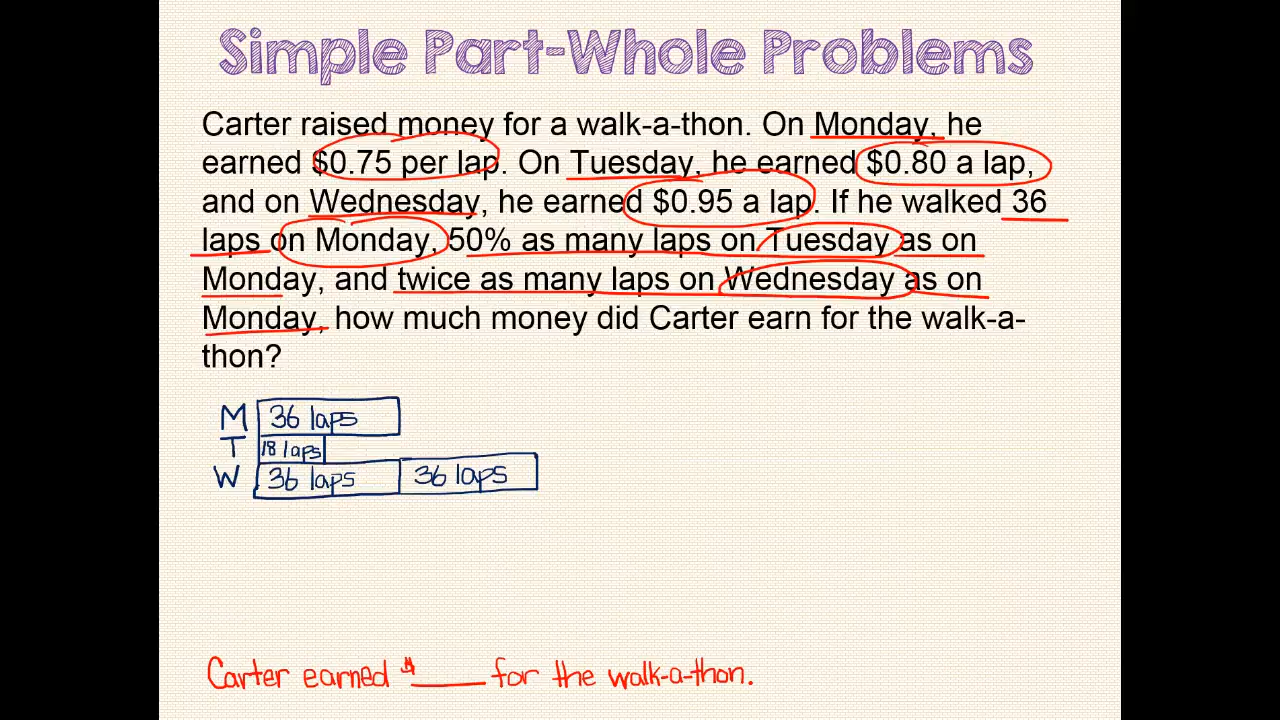 Simple Part-Whole Problems
Carter raised money for a walk-a-thon. On Monday, he
earned $0.75 per lap. On Tuesday, he earned $0.80 a lap,
and on Wednesday, he earned $0.95 a lap. If he walked 36
laps on Monday, 50% as many laps on Tuesday as on
Monday, and twice as many laps on Wednesday as on
Monday, how much money did Carter earn for the walk-a-
thon?
M 36 laps
T 18 laps
W 36 laps 36 laps
Carter earned $_____ for the walk-a-thon.